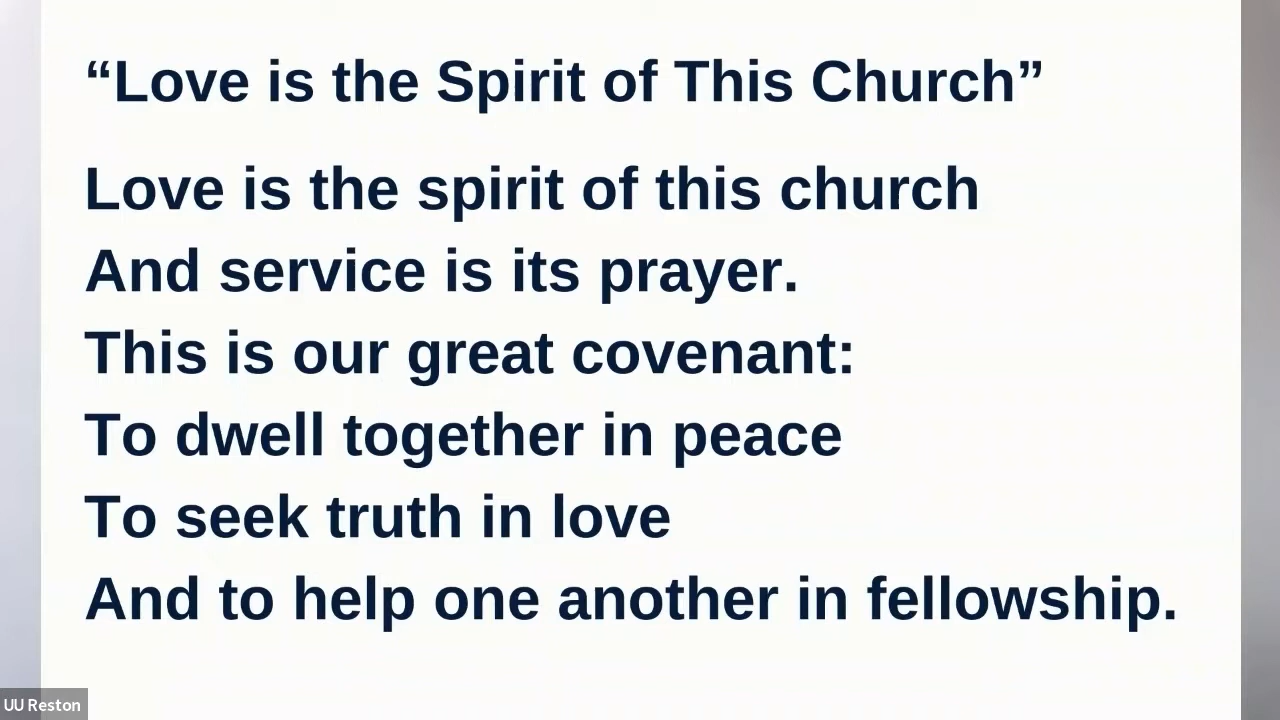 “Love is the Spirit of This Church”
Love is the spirit of this church
And service is its prayer.
This is our great covenant:
To dwell together in peace
To seek truth in love
And to help one another in fellowship.
UU Reston